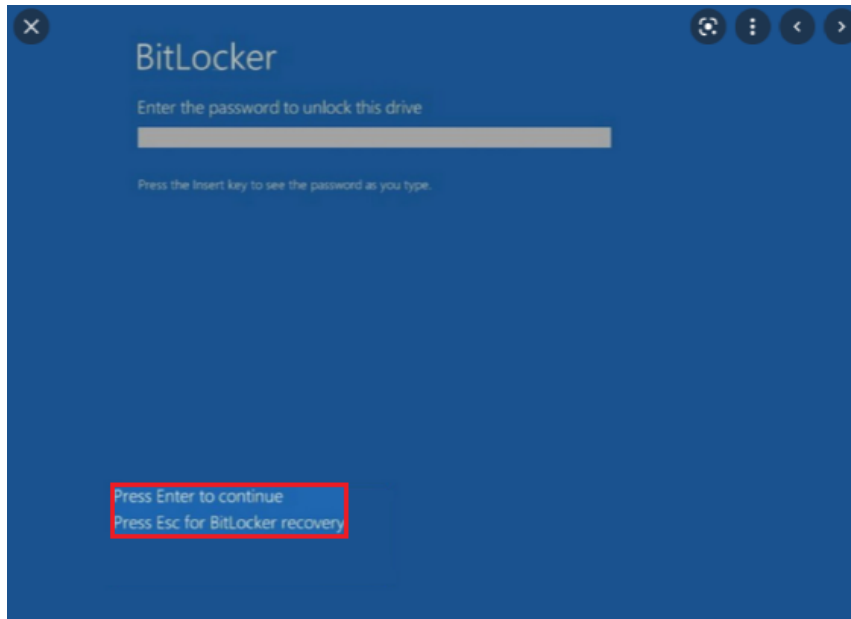 BitLocker
Enter the password to unlock this drive
Press the Insert key to see the password as you type.
Press Enter to continue
Press Esc for BitLocker recovery